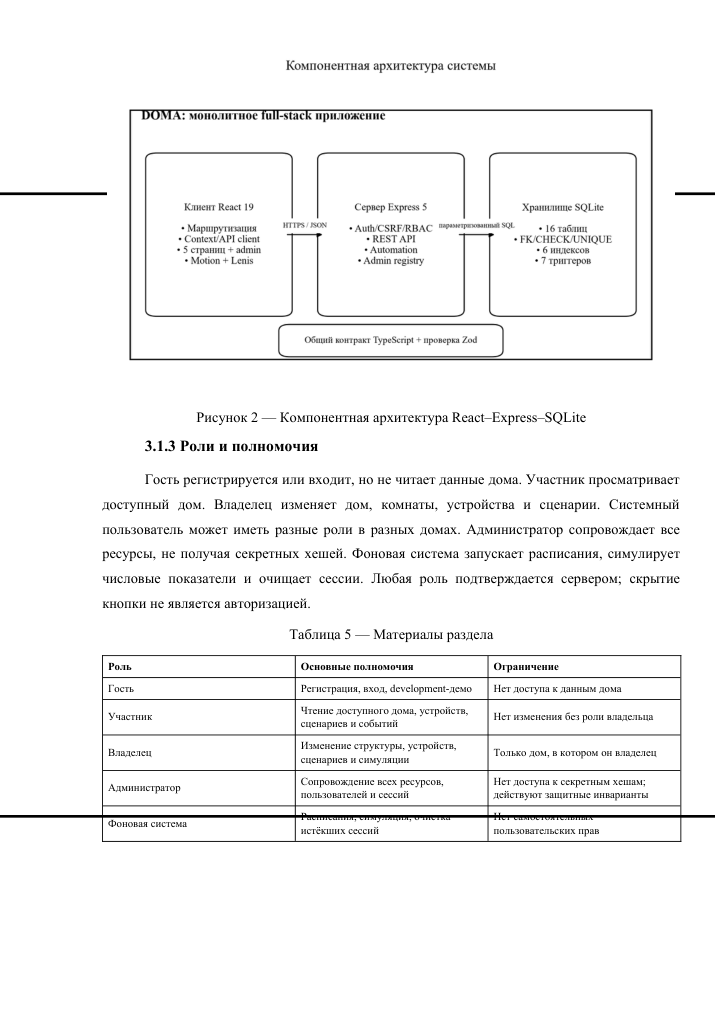 Компонентная архитектура системы
DOMA: монолитное full-stack приложение
Клиент React 19
• Маршрутизация
• Context/API client
• 5 страниц + admin
• Motion + Lenis
HTTPS / JSON
Сервер Express 5
• Auth/CSRF/RBAC
• REST API
• Automation
• Admin registry
параметризованный SQL
Хранилище SQLite
• 16 таблиц
• FK/CHECK/UNIQUE
• 6 индексов
• 7 триггеров
Общий контракт TypeScript + проверка Zod
Рисунок 2 — Компонентная архитектура React–Express–SQLite
3.1.3 Роли и полномочия
Гость регистрируется или входит, но не читает данные дома. Участник просматривает
доступный дом. Владелец изменяет дом, комнаты, устройства и сценарии. Системный
пользователь может иметь разные роли в разных домах. Администратор сопровождает все
ресурсы, не получая секретных хешей. Фоновая система запускает расписания, симулирует
числовые показатели и очищает сессии. Любая роль подтверждается сервером; скрытие
кнопки не является авторизацией.
Таблица 5 — Материалы раздела
Роль
Основные полномочия
Ограничение
Гость
Регистрация, вход, development-демо
Нет доступа к данным дома
Участник
Чтение доступного дома, устройств,
сценариев и событий
Нет изменения без роли владельца
Владелец
Изменение структуры, устройств,
сценариев и симуляции
Только дом, в котором он владелец
Администратор
Сопровождение всех ресурсов,
пользователей и сессий
Нет доступа к секретным хешам;
действуют защитные инварианты
Фоновая система
Расписания, симуляция, очистка
истёкших сессий
Нет самостоятельных
пользовательских прав